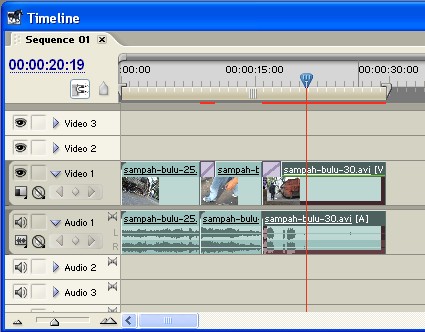 Timeline
Sequence 01
00:00:20:19
:00:00 00:00:15:00 00:00:30:00
Video 3
Video 2
Video 1 sampah-bulu-25. sampah-b sampah-bulu-30.avi [V
Audio 1 sampah-bulu-25. sampah-bulu- sampah-bulu-30.avi [A]
L
R
Audio 2
Audio 3